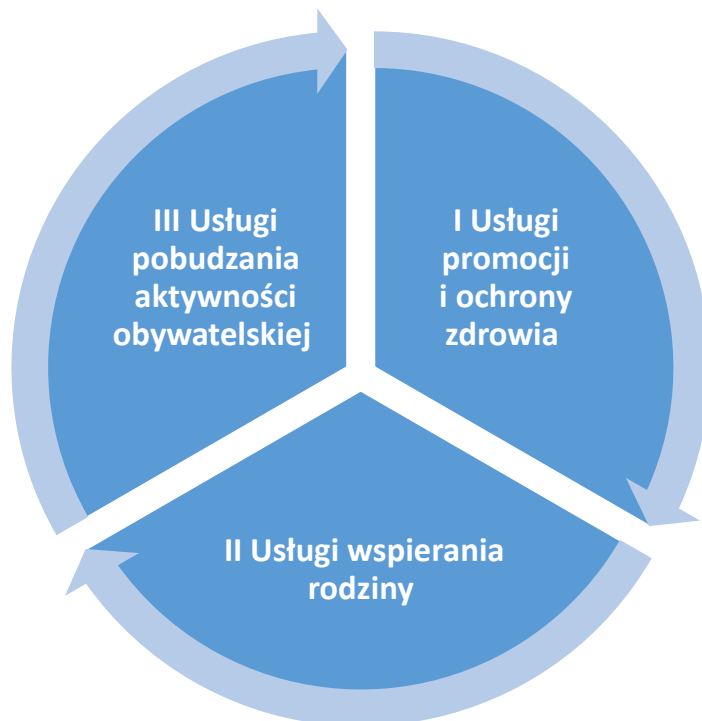 I Usługi
promocji
i ochrony
zdrowia
II Usługi wspierania
rodziny
III Usługi
pobudzania
aktywności
obywatelskiej